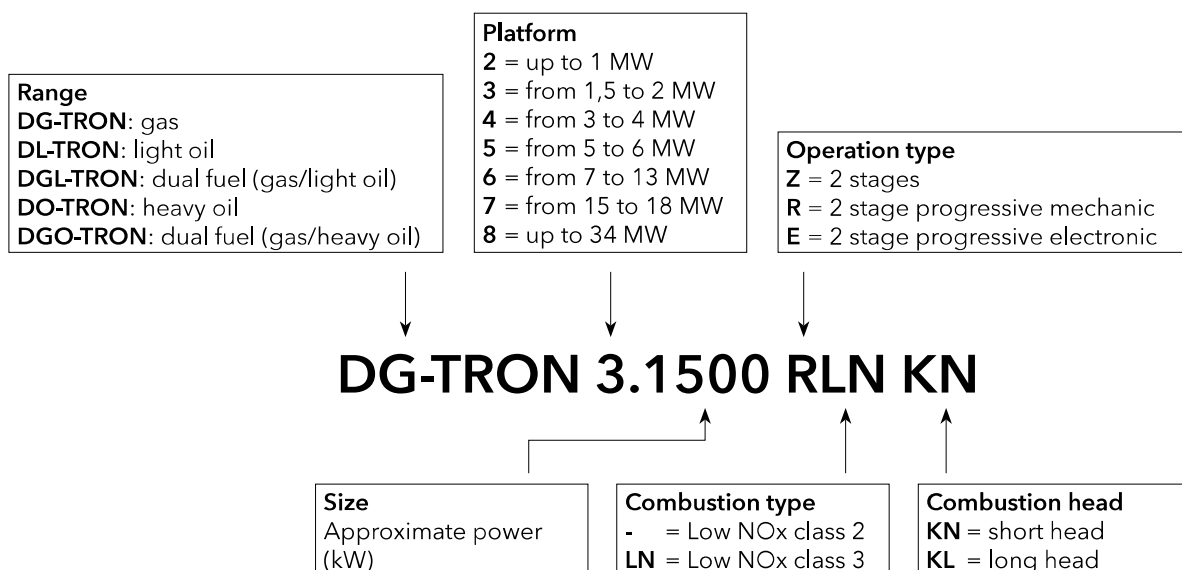 Range
DG-TRON: gas
DL-TRON: light oil
DGL-TRON: dual fuel (gas/light oil)
DO-TRON: heavy oil
DGO-TRON: dual fuel (gas/heavy oil)
Platform
2 = up to 1 MW
3 = from 1,5 to 2 MW
4 = from 3 to 4 MW
5 = from 5 to 6 MW
6 = from 7 to 13 MW
7 = from 15 to 18 MW
8 = up to 34 MW
Operation type
Z = 2 stages
R = 2 stage progressive mechanic
E = 2 stage progressive electronic
DG-TRON 3.1500 RLN KN
Size
Approximate power
(kW)
Combustion type
- = Low NOx class 2
LN = Low NOx class 3
Combustion head
KN = short head
KL = long head